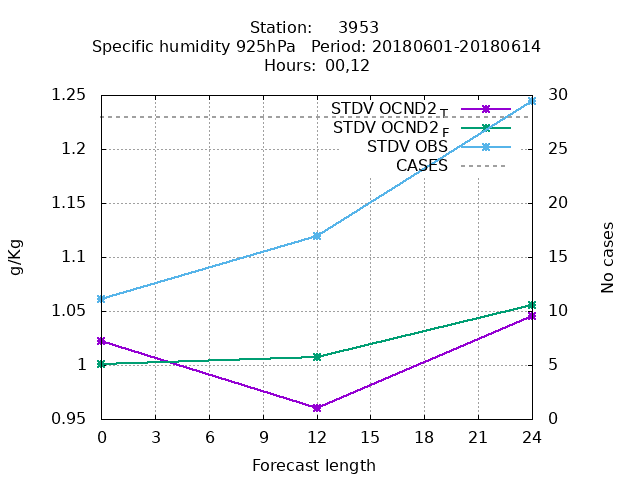 Station: 3953
Specific humidity 925hPa Period: 20180601-20180614
Hours: 00,12
1.25 30
STDV OCND2 T
STDV OCND2 F
STDV OBS
CASES
1.2 25
1.15 20
1.1 15
1.05 10
1 5
0.95 0
g/Kg
No cases
0 3 6 9 12 15 18 21 24
Forecast length